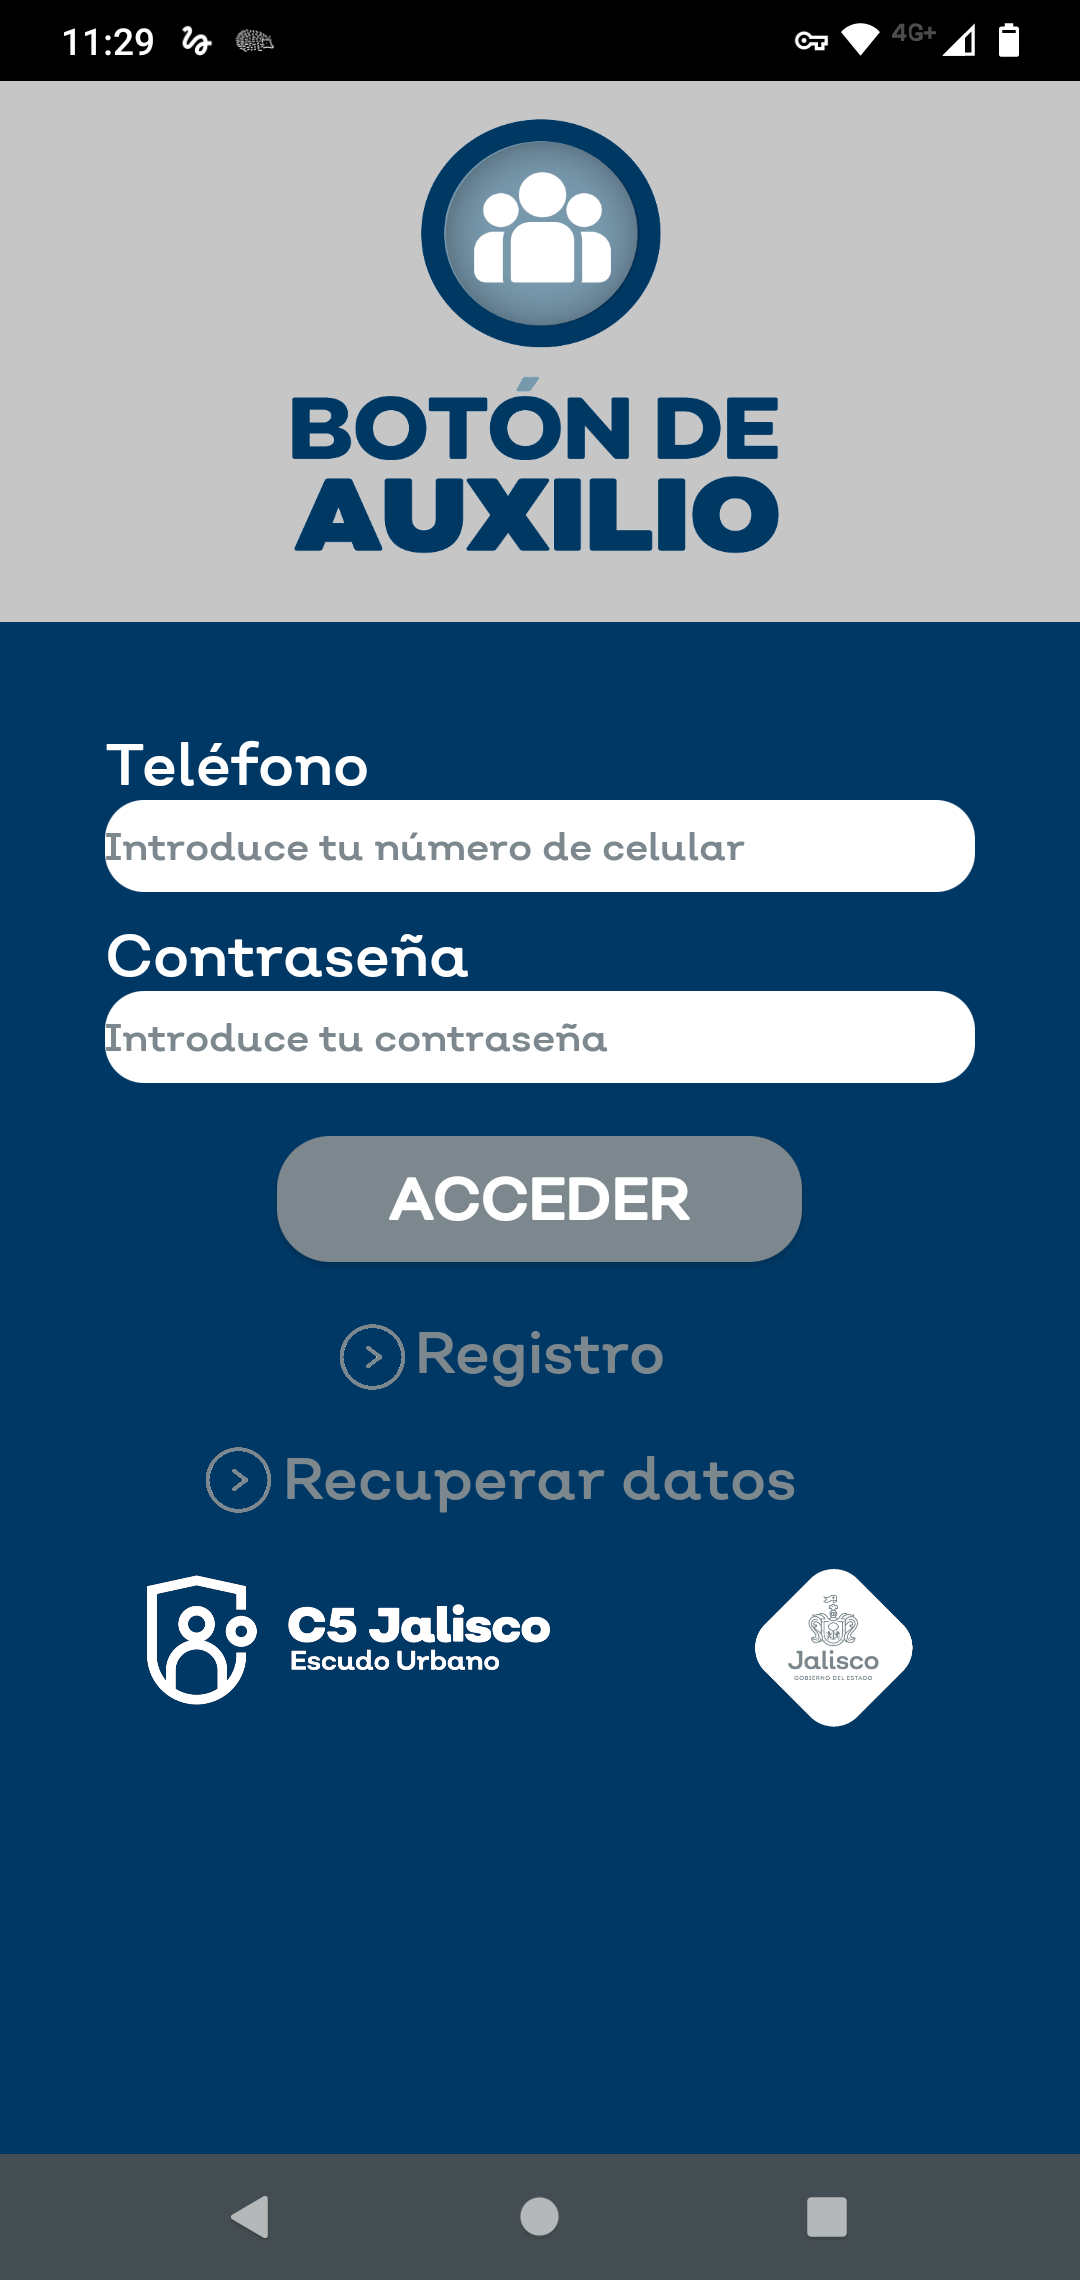 11:29
4G+
BOTÓN DE
AUXILIO
Teléfono
Introduce tu número de celular
Contraseña
Introduce tu contraseña
ACCEDER
Registro
Recuperar datos
C5 Jalisco
Escudo Urbano
Jalisco
GOBIERNO DEL ESTADO